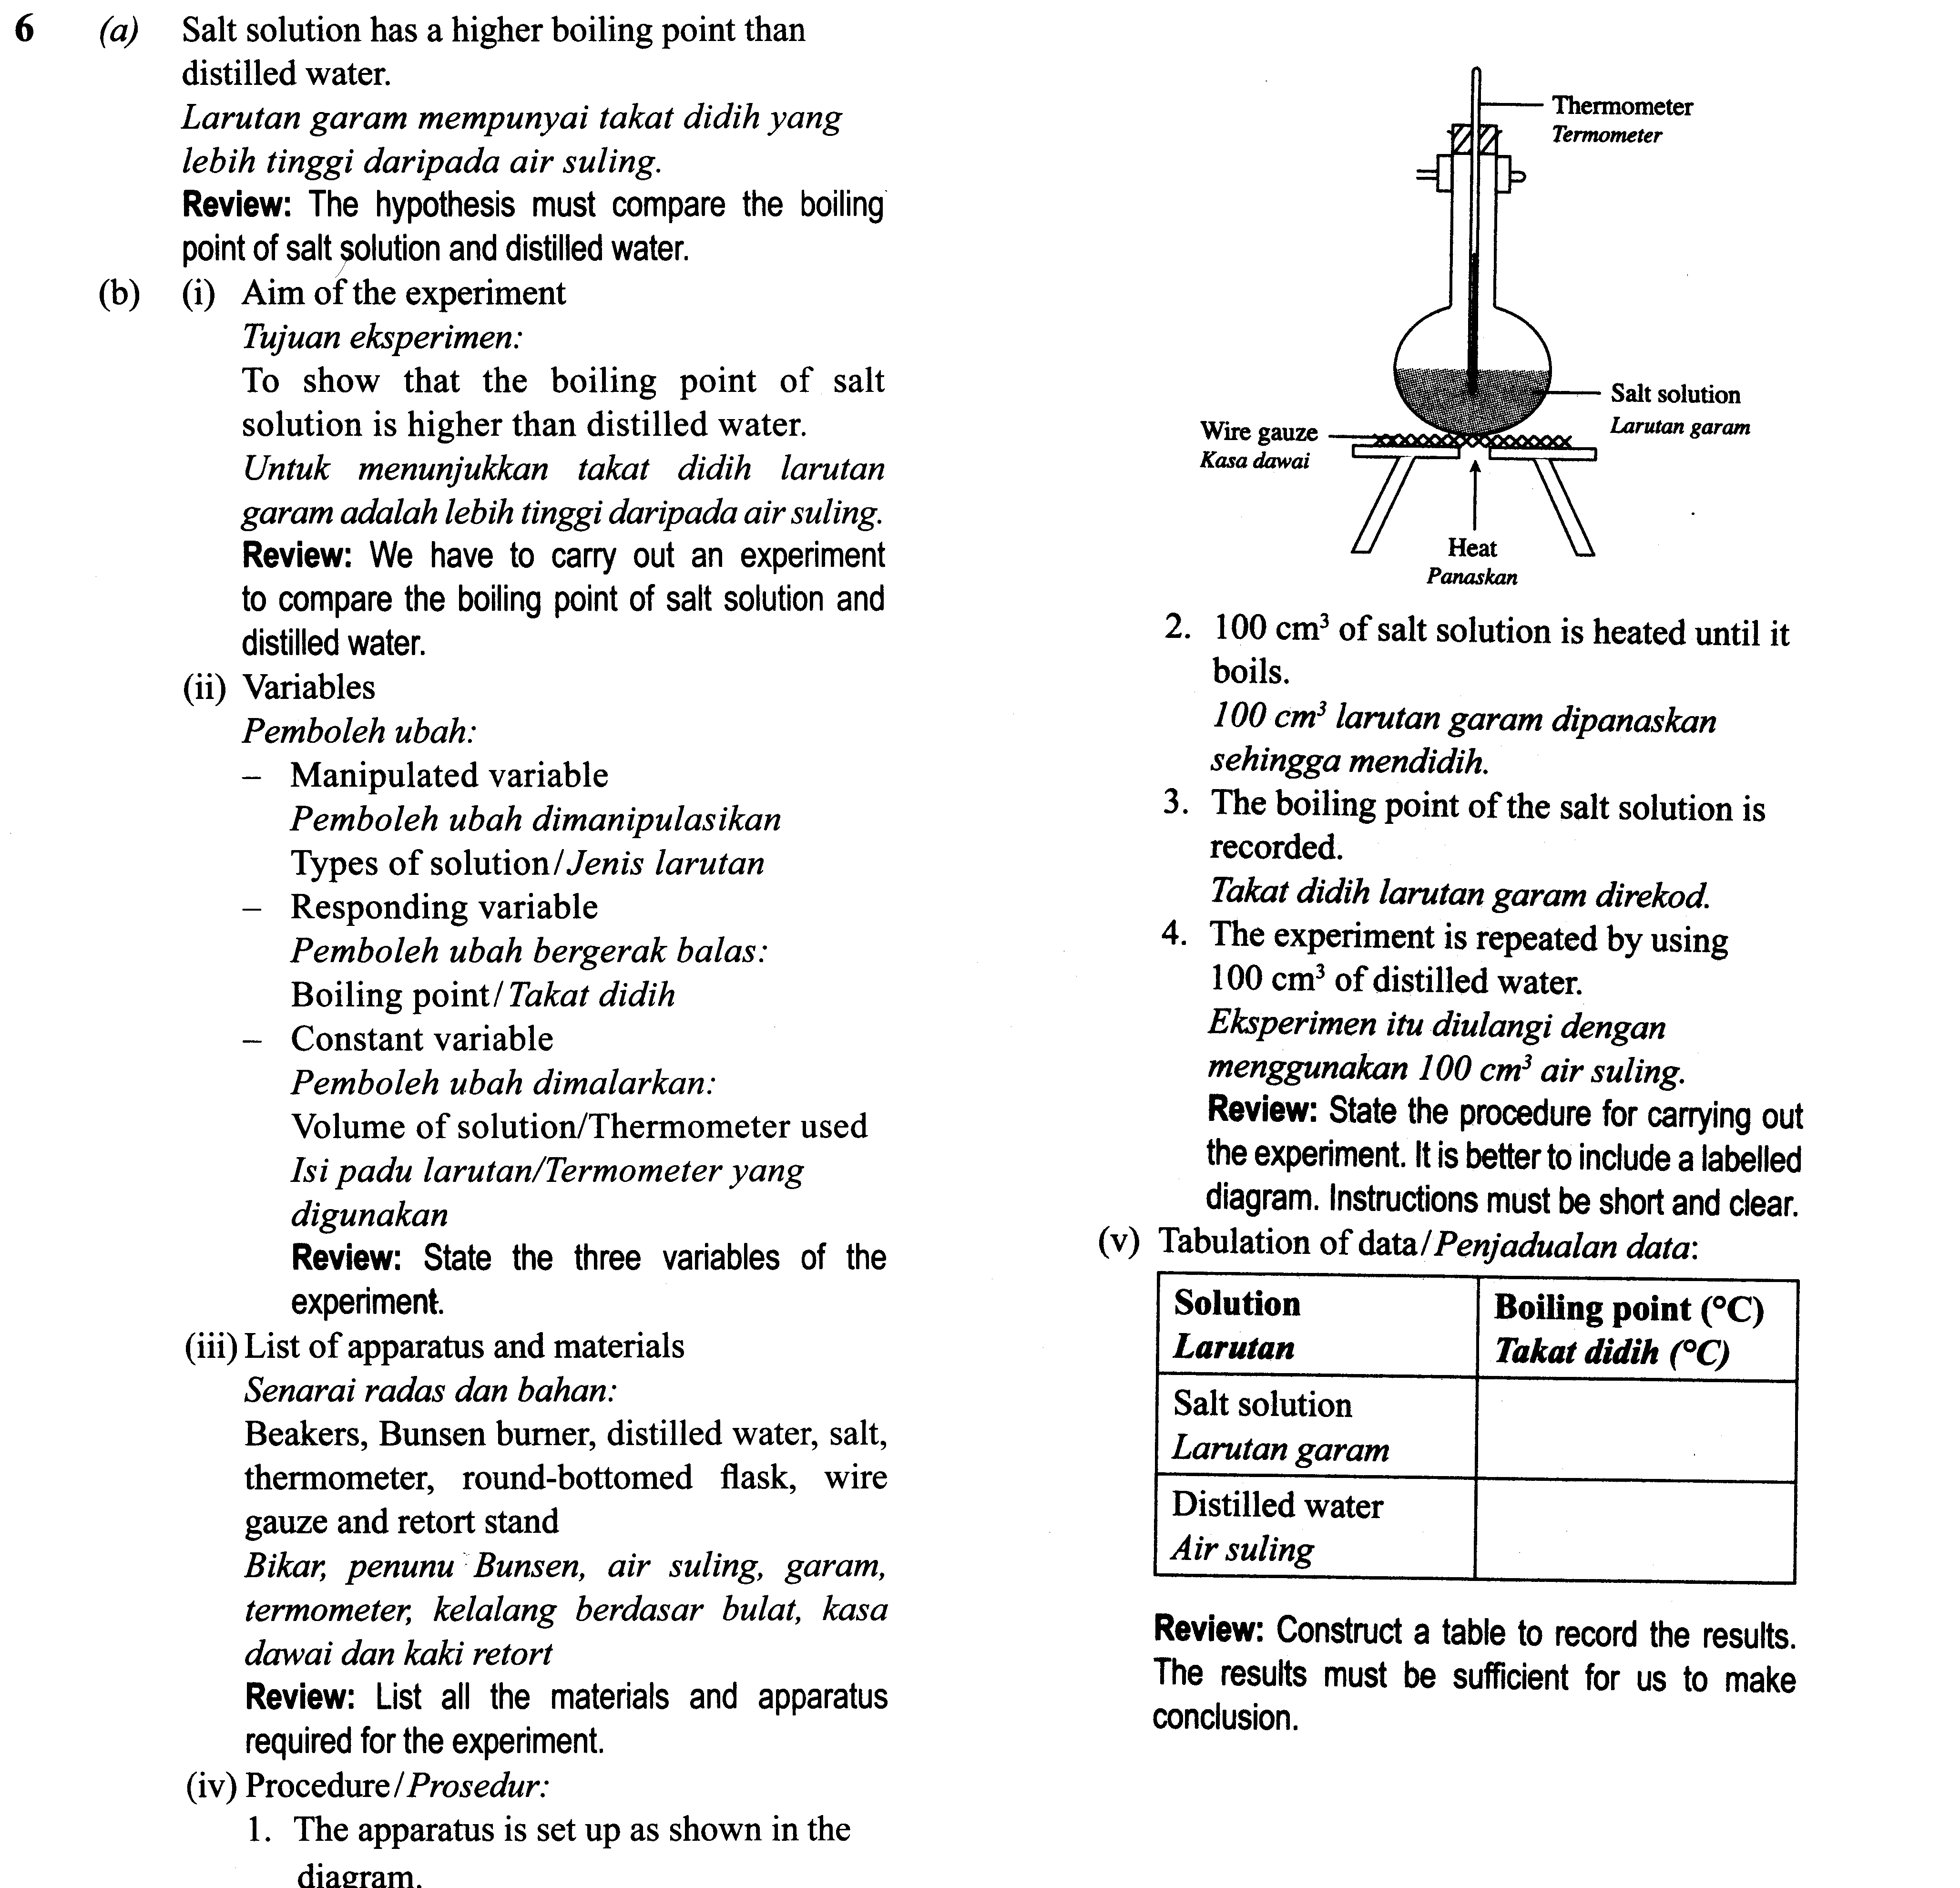 6 (a) Salt solution has a higher boiling point than
distilled water.
Larutan garam mempunyai takat didih yang
lebih tinggi daripada air suling.
Review: The hypothesis must compare the boiling
point of salt solution and distilled water.
(b) (i) Aim of the experiment
Tujuan eksperimen:
To show that the boiling point of salt
solution is higher than distilled water.
Untuk menunjukkan takat didih larutan
garam adalah lebih tinggi daripada air suling.
Review: We have to carry out an experiment
to compare the boiling point of salt solution and
distilled water.
(ii) Variables
Pemboleh ubah:
– Manipulated variable
Pemboleh ubah dimanipulasikan
Types of solution/Jenis larutan
– Responding variable
Pemboleh ubah bergerak balas:
Boiling point/Takat didih
– Constant variable
Pemboleh ubah dimalarkan:
Volume of solution/Thermometer used
Isi padu larutan/Termometer yang
digunakan
Review: State the three variables of the
experiment.
(iii) List of apparatus and materials
Senarai radas dan bahan:
Beakers, Bunsen burner, distilled water, salt,
thermometer, round-bottomed flask, wire
gauze and retort stand
Bikar, penunu Bunsen, air suling, garam,
termometer, kelalang berdasar bulat, kasa
dawai dan kaki retort
Review: List all the materials and apparatus
required for the experiment.
(iv) Procedure/Prosedur:
1. The apparatus is set up as shown in the
diagram.
Thermometer
Termometer
Salt solution
Larutan garam
Wire gauze
Kasa dawai
Heat
Panaskan
2. 100 cm³ of salt solution is heated until it
boils.
100 cm³ larutan garam dipanaskan
sehingga mendidih.
3. The boiling point of the salt solution is
recorded.
Takat didih larutan garam direkod.
4. The experiment is repeated by using
100 cm³ of distilled water.
Eksperimen itu diulangi dengan
menggunakan 100 cm³ air suling.
Review: State the procedure for carrying out
the experiment. It is better to include a labelled
diagram. Instructions must be short and clear.
(v) Tabulation of data/Penjadualan data:
Solution Boiling point (°C)
Larutan Takat didih (°C)
Salt solution
Larutan garam
Distilled water
Air suling
Review: Construct a table to record the results.
The results must be sufficient for us to make
conclusion.